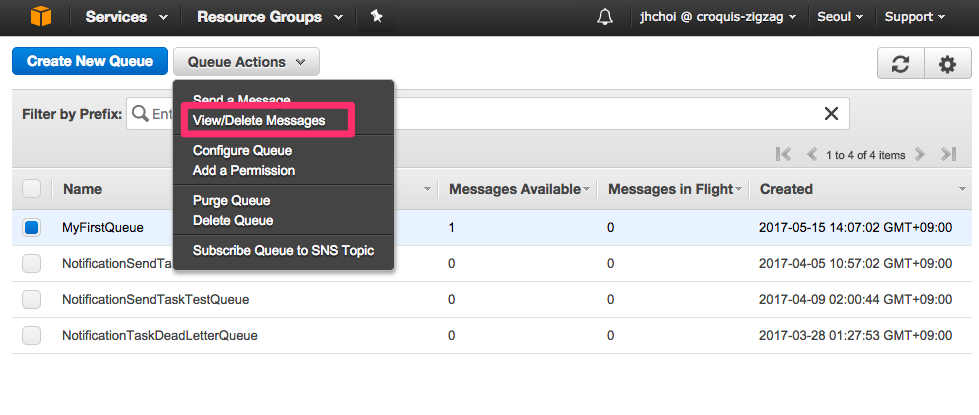 Services Resource Groups jhchoi @ croquis-zigzag Seoul Support
Create New Queue Queue Actions
Send a Message
Filter by Prefix: Ent
View/Delete Messages
Configure Queue
1 to 4 of 4 items
Add a Permission
Name Messages Available Messages in Flight Created
Purge Queue
Delete Queue
MyFirstQueue 1 0 2017-05-15 14:07:02 GMT+09:00
Subscribe Queue to SNS Topic
NotificationSendTa 0 0 2017-04-05 10:57:02 GMT+09:00
NotificationSendTaskTestQueue 0 0 2017-04-09 02:00:44 GMT+09:00
NotificationTaskDeadLetterQueue 0 0 2017-03-28 01:27:53 GMT+09:00